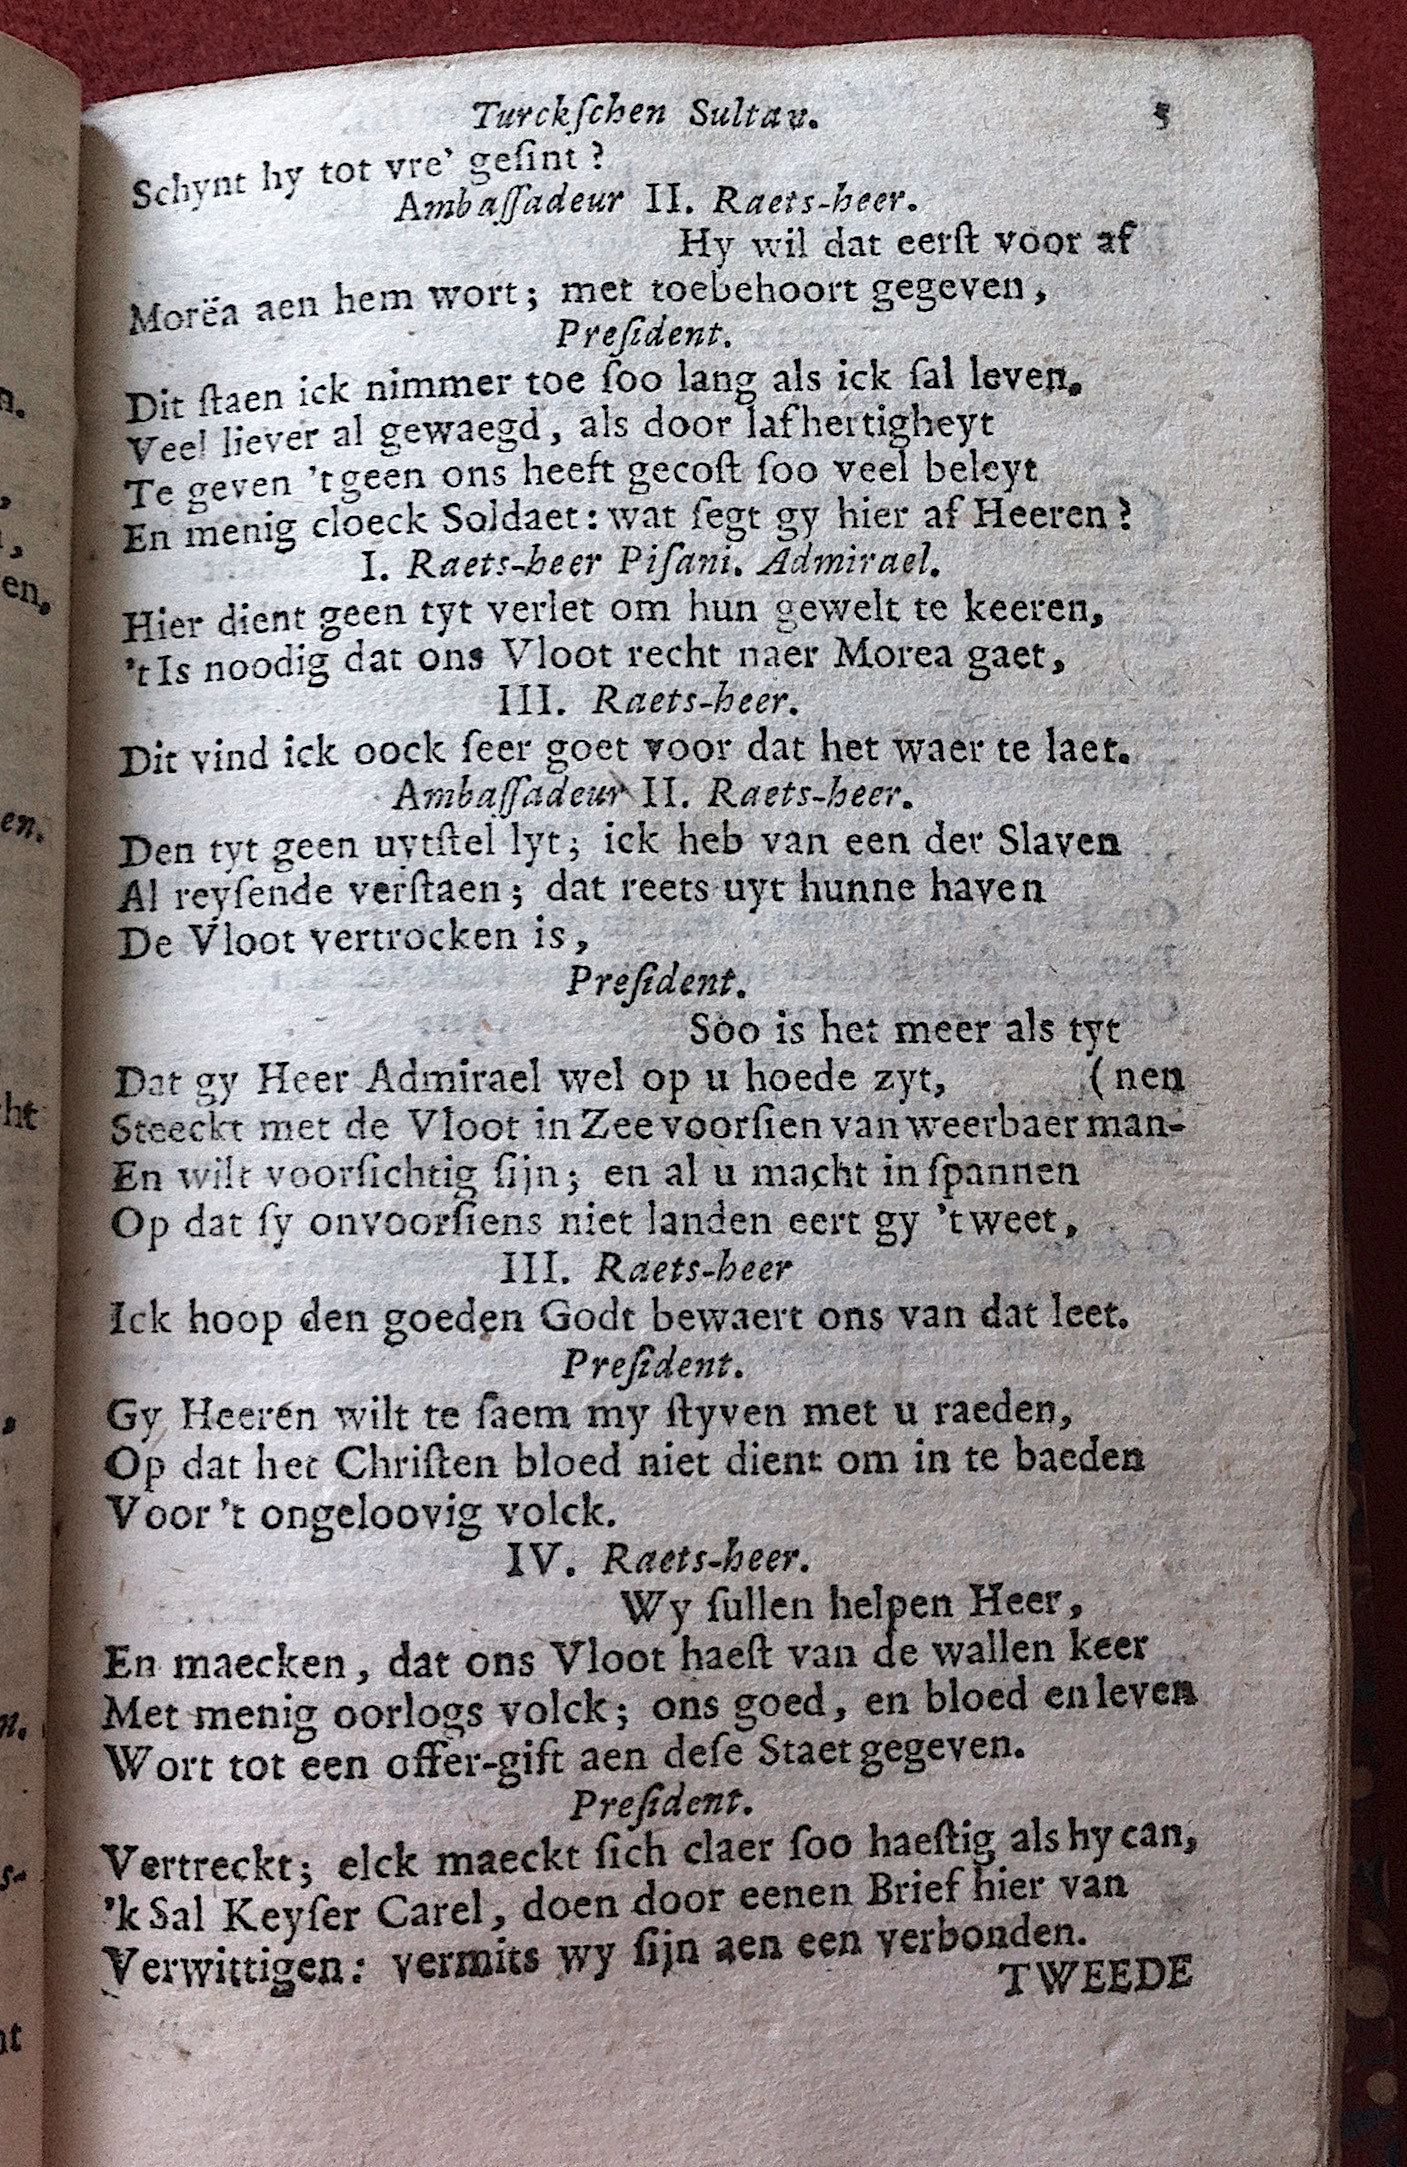 Turckſchen Sultav. 5
Schynt hy tot vre' geſint?
Ambaſſadeur II. Raets-heer.
Hy wil dat eerſt voor af
Morëa aen hem wort; met toebehoort gegeven,
Preſident.
Dit ſtaen ick nimmer toe ſoo lang als ick ſal leven.
Veel liever al gewaegd, als door lafhertigheyt
Te geven 't geen ons heeft gecoſt ſoo veel beleyt
En menig cloeck Soldaet: wat ſegt gy hier af Heeren?
I. Raets-heer Piſani. Admirael.
Hier dient geen tyt verlet om hun gewelt te keeren,
't Is noodig dat ons Vloot recht naer Morea gaet,
III. Raets-heer.
Dit vind ick oock ſeer goet voor dat het waer te laet.
Ambaſſadeur II. Raets-heer.
Den tyt geen uytſtel lyt; ick heb van een der Slaven
Al reyſende verſtaen; dat reets uyt hunne haven
De Vloot vertrocken is,
Preſident.
Soo is het meer als tyt
Dat gy Heer Admirael wel op u hoede zyt, (nen
Steeckt met de Vloot in Zee voorſien van weerbaer man-
En wilt voorſichtig ſijn; en al u macht in ſpannen
Op dat ſy onvoorſiens niet landen eert gy 't weet,
III. Raets-heer
Ick hoop den goeden Godt bewaert ons van dat leet.
Preſident.
Gy Heeren wilt te ſaem my ſtyven met u raeden,
Op dat het Chriſten bloed niet dient om in te baeden
Voor 't ongeloovig volck.
IV. Raets-heer.
Wy ſullen helpen Heer,
En maecken, dat ons Vloot haeſt van de wallen keer
Met menig oorlogs volck; ons goed, en bloed en leven
Wort tot een offer-gift aen deſe Staet gegeven.
Preſident.
Vertreckt; elck maeckt ſich claer ſoo haeſtig als hy can,
'k Sal Keyſer Carel, doen door eenen Brief hier van
Verwittigen: vermits wy ſijn aen een verbonden.
TWEEDE